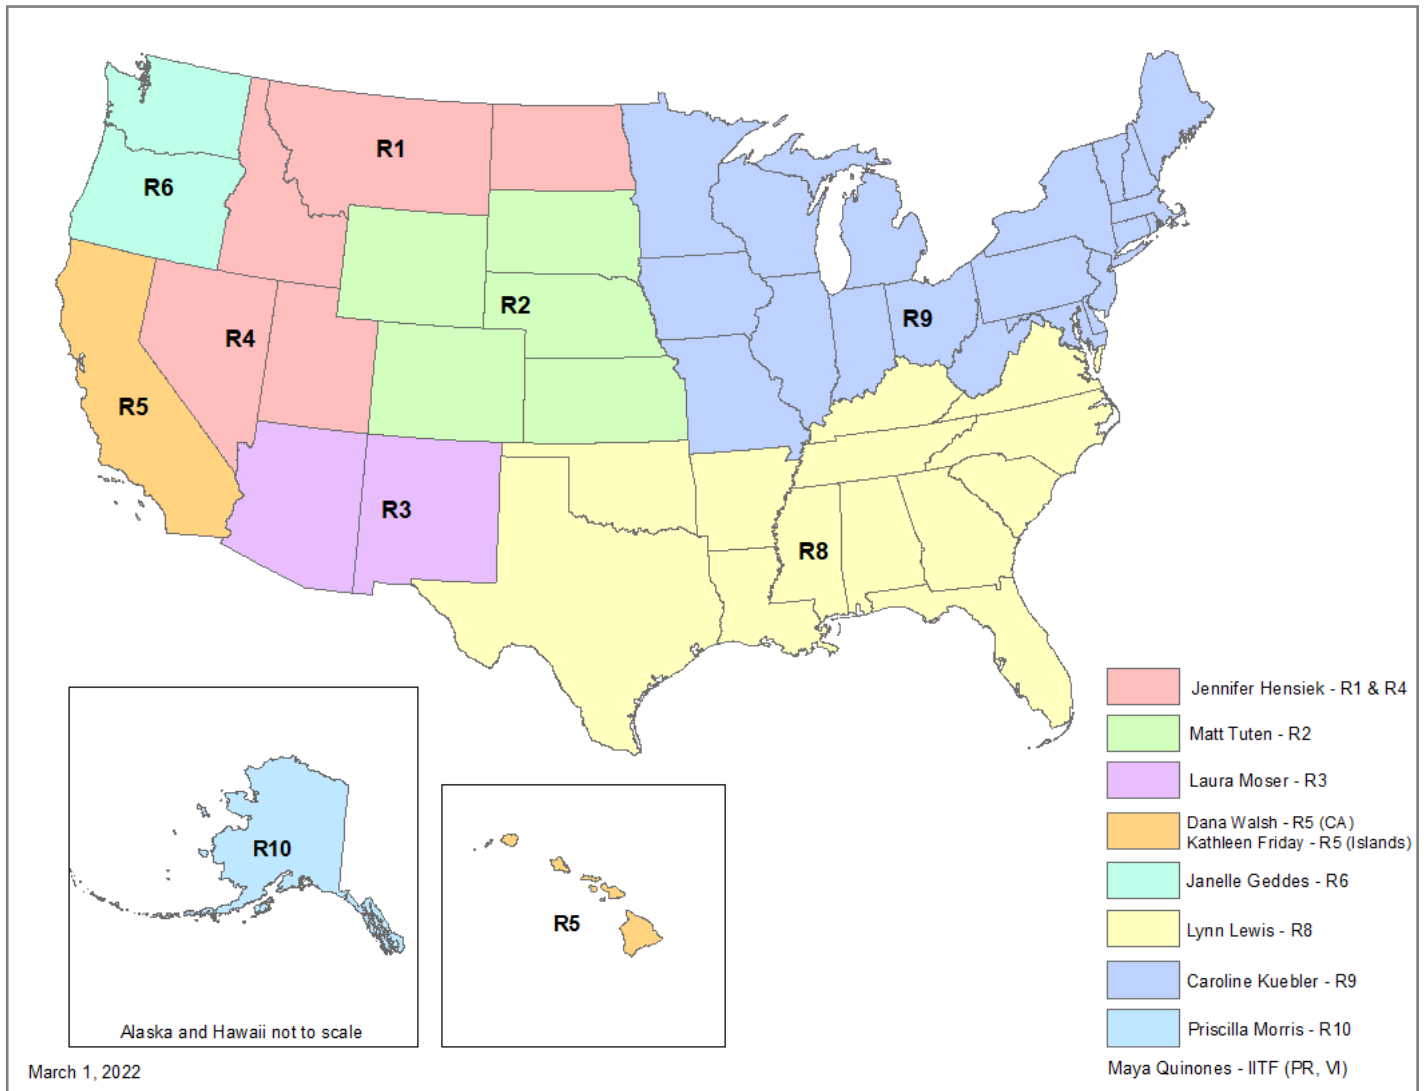 R1
R6
R2
R9
R4
R5
R3
R8
Jennifer Hensiek - R1 & R4
Matt Tuten - R2
Laura Moser - R3
Dana Walsh - R5 (CA)
Kathleen Friday - R5 (Islands)
R10
Janelle Geddes - R6
R5
Lynn Lewis - R8
Caroline Kuebler - R9
Priscilla Morris - R10
Alaska and Hawaii not to scale
Maya Quinones - IITF (PR, VI)
March 1, 2022